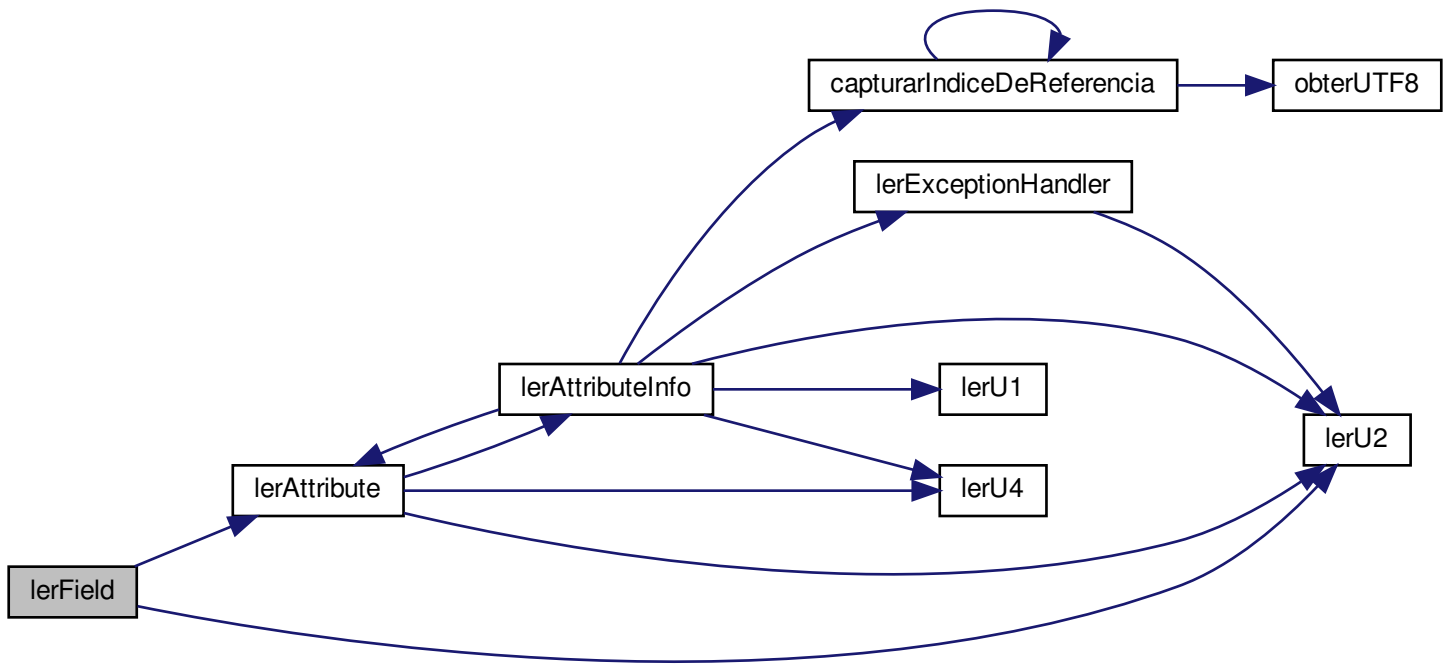 capturarIndiceDeReferencia
obterUTF8
lerExceptionHandler
lerAttributeInfo
lerU1
lerU2
lerAttribute
lerU4
lerField